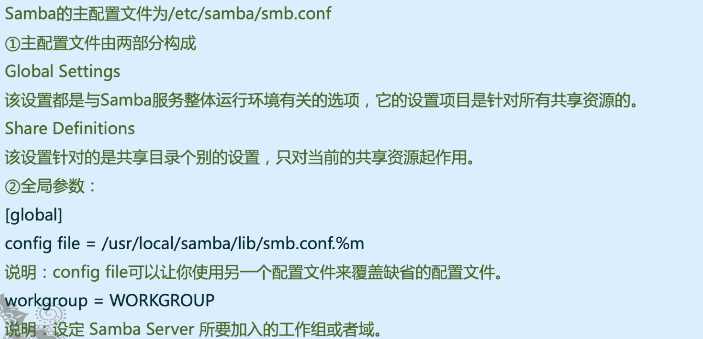 Samba的主配置文件为/etc/samba/smb.conf
①主配置文件由两部分构成
Global Settings
该设置都是与Samba服务整体运行环境有关的选项，它的设置项目是针对所有共享资源的。
Share Definitions
该设置针对的是共享目录个别的设置，只对当前的共享资源起作用。
②全局参数：
[global]
config file = /usr/local/samba/lib/smb.conf.%m
说明：config file可以让你使用另一个配置文件来覆盖缺省的配置文件。
workgroup = WORKGROUP
说明：设定 Samba Server 所要加入的工作组或者域。